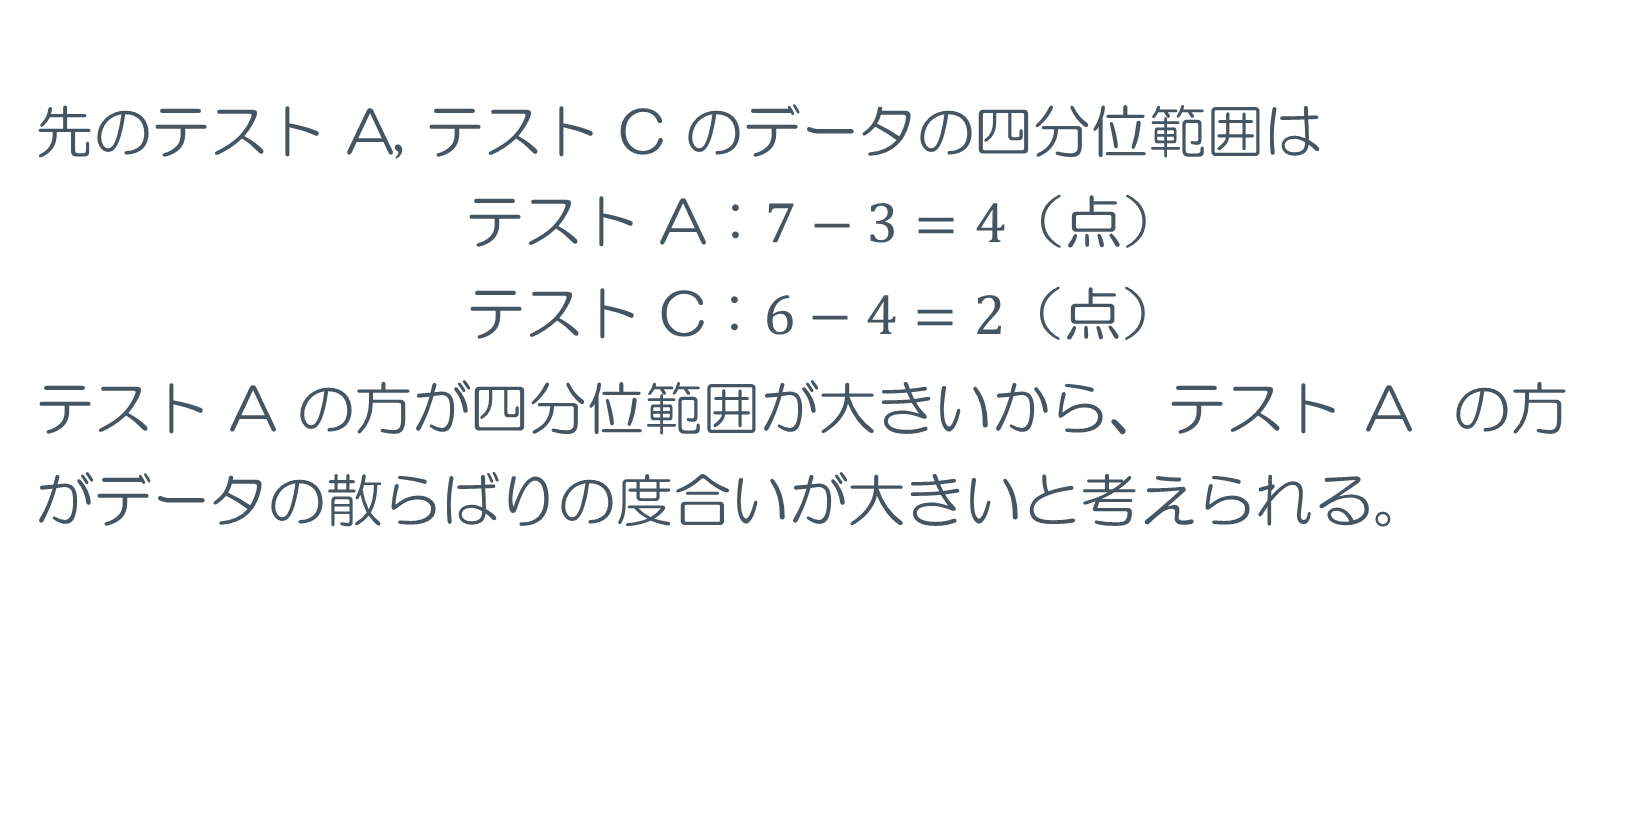 先のテスト A, テスト C のデータの四分位範囲は
テスト A：7 − 3 = 4（点）
テスト C：6 − 4 = 2（点）
テスト A の方が四分位範囲が大きいから、テスト A の方
がデータの散らばりの度合いが大きいと考えられる。